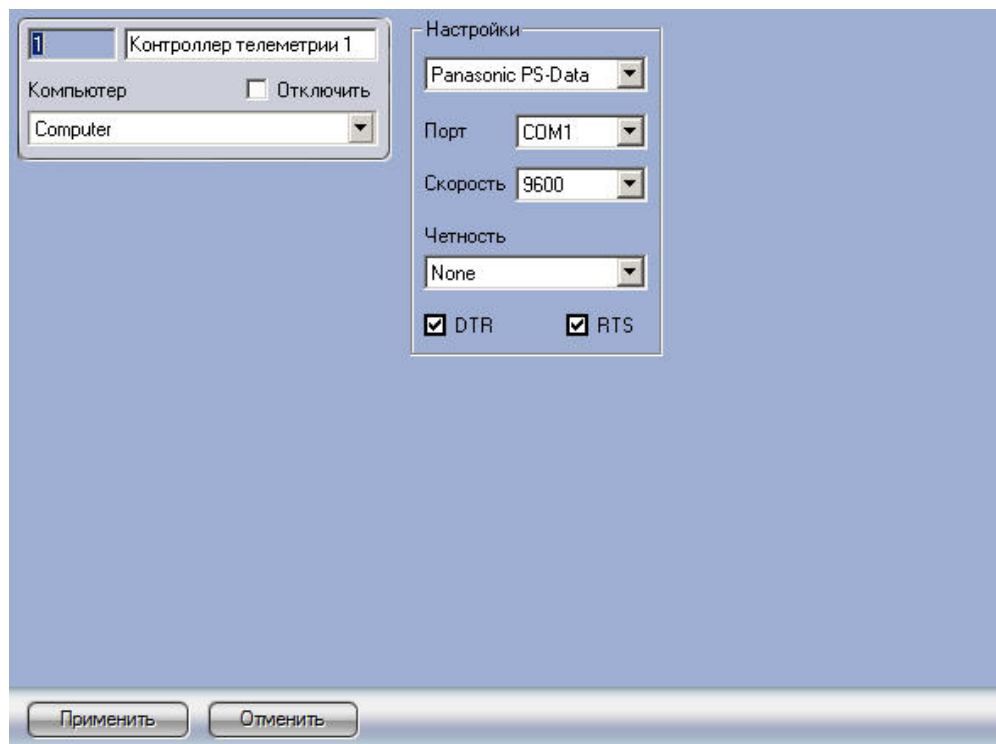 1 Контроллер телеметрии 1
Компьютер Отключить
Computer
Настройки
Panasonic PS-Data
Порт COM1
Скорость 9600
Четность
None
DTR RTS
Применить Отменить